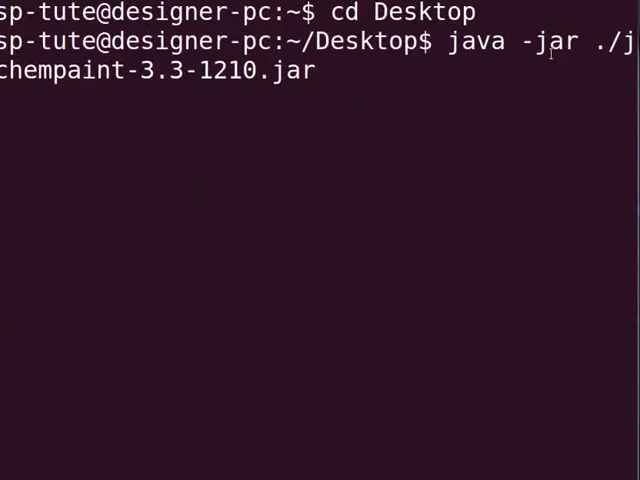 sp-tute@designer-pc:~$ cd Desktop
sp-tute@designer-pc:~/Desktop$ java -jar ./j
chempaint-3.3-1210.jar